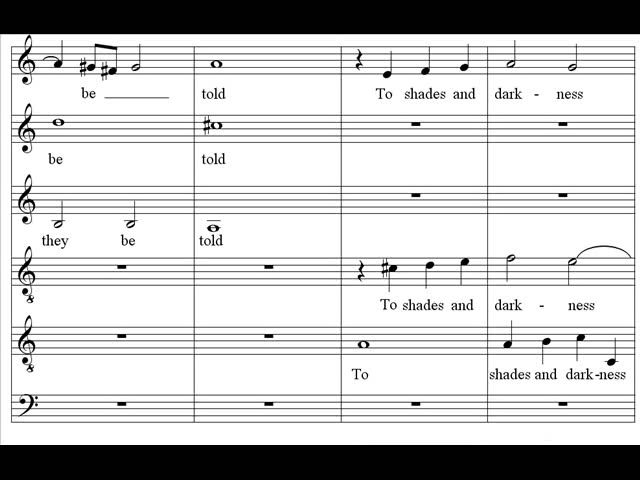 be ________ told To shades and dark - ness
be told
they be told
To shades and dark - ness
To shades and dark-ness